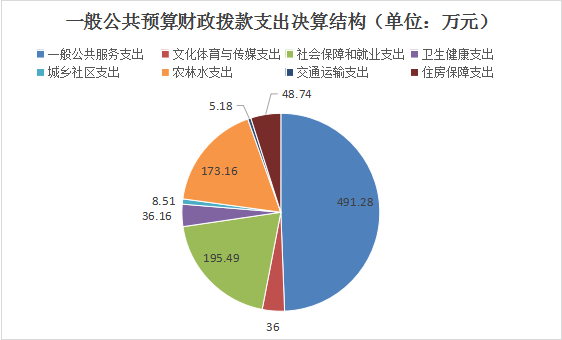 一般公共预算财政拨款支出决算结构（单位：万元）
一般公共服务支出 文化体育与传媒支出 社会保障和就业支出 卫生健康支出
城乡社区支出 农林水支出 交通运输支出 住房保障支出
48.74
5.18
173.16
491.28
8.51
36.16
195.49
36